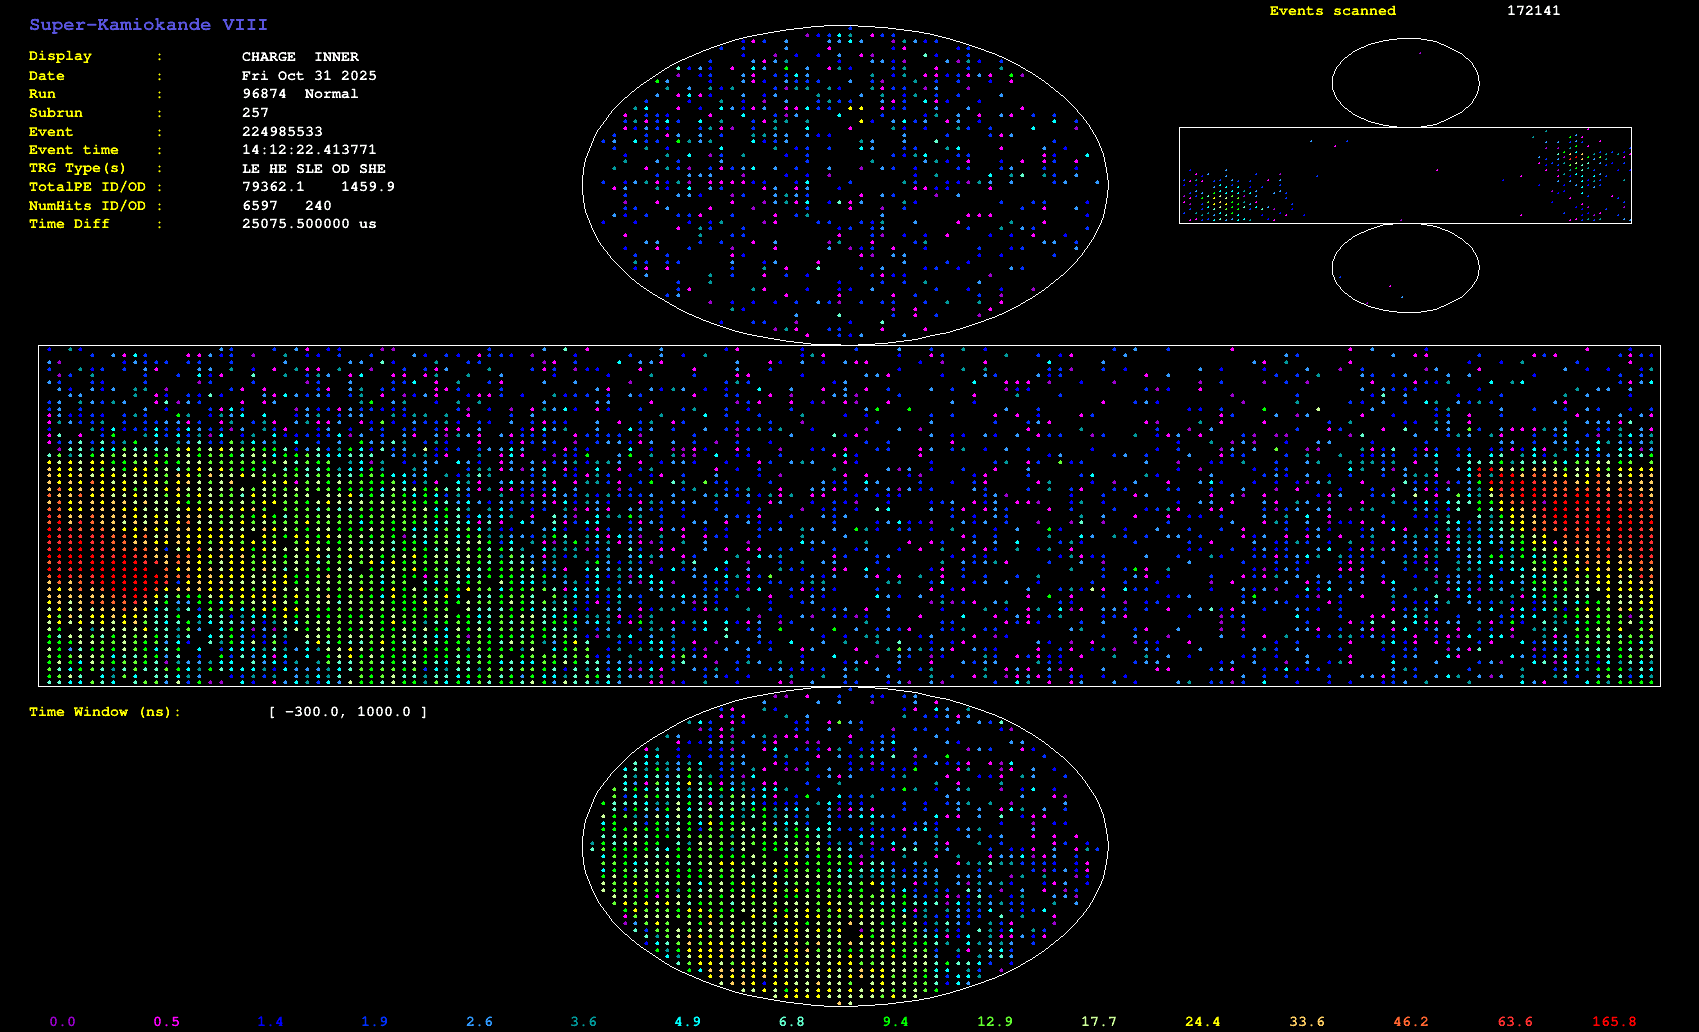 Super-Kamiokande VIII
Events scanned 172141
Display : CHARGE INNER
Date : Fri Oct 31 2025
Run : 96874 Normal
Subrun : 257
Event : 224985533
Event time : 14:12:22.413771
TRG Type(s) : LE HE SLE OD SHE
TotalPE ID/OD : 79362.1 1459.9
NumHits ID/OD : 6597 240
Time Diff : 25075.500000 us
Time Window (ns): [ -300.0, 1000.0 ]
0.0 0.5 1.4 1.9 2.6 3.6 4.9 6.8 9.4 12.9 17.7 24.4 33.6 46.2 63.6 165.8